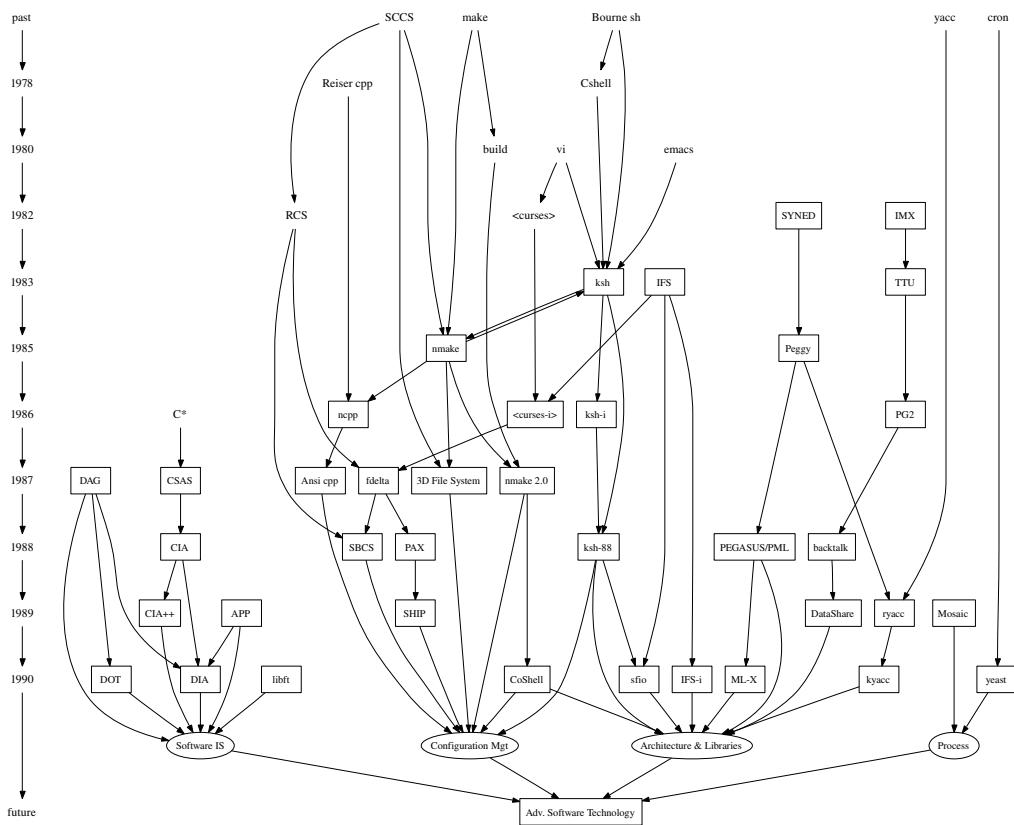 past
SCCS
make
Bourne sh
yacc
cron
1978
Reiser cpp
Cshell
1980
build
vi
emacs
1982
RCS
<curses>
SYNED
IMX
1983
ksh
IFS
TTU
1985
nmake
Peggy
1986
C*
ncpp
<curses-i>
ksh-i
PG2
1987
DAG
CSAS
Ansi cpp
fdelta
3D File System
nmake 2.0
1988
CIA
SBCS
PAX
ksh-88
PEGASUS/PML
backtalk
1989
CIA++
APP
SHIP
DataShare
ryacc
Mosaic
1990
DOT
DIA
libft
CoShell
sfio
IFS-i
ML-X
kyacc
yeast
Software IS
Configuration Mgt
Architecture & Libraries
Process
future
Adv. Software Technology